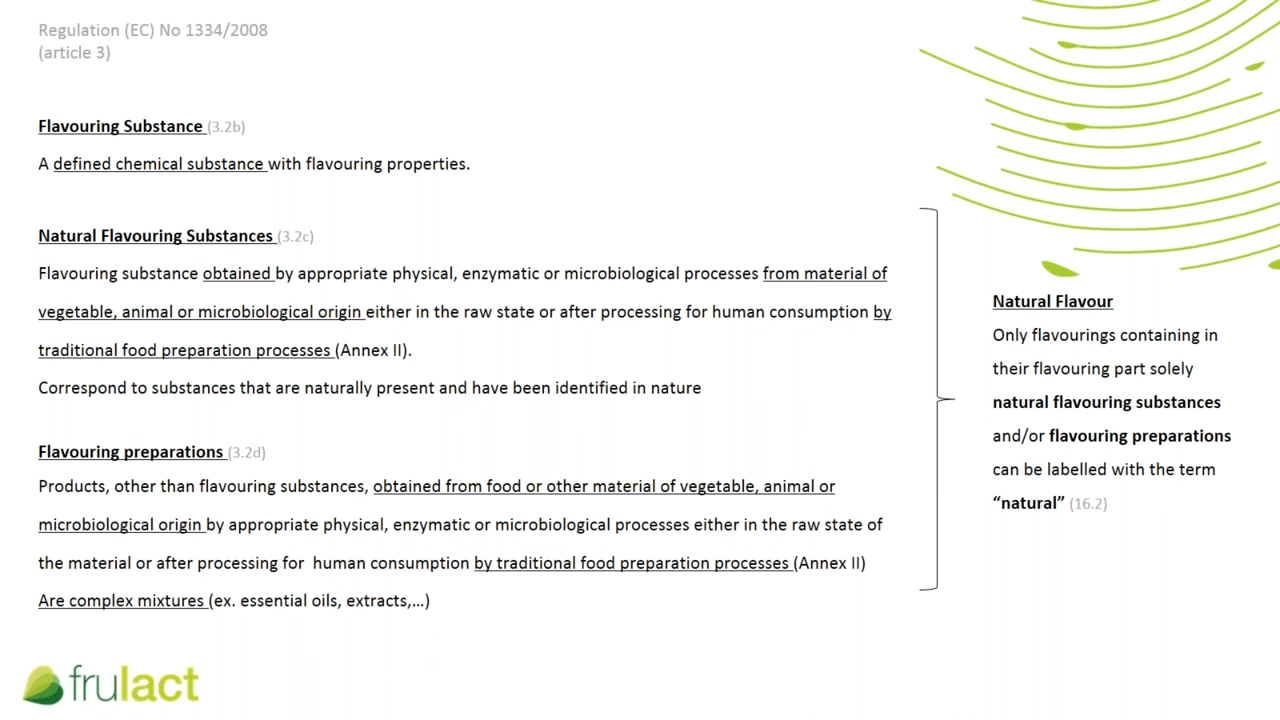 Regulation (EC) No 1334/2008
(article 3)
Flavouring Substance (3.2b)
A defined chemical substance with flavouring properties.
Natural Flavouring Substances (3.2c)
Flavouring substance obtained by appropriate physical, enzymatic or microbiological processes from material of
vegetable, animal or microbiological origin either in the raw state or after processing for human consumption by
traditional food preparation processes (Annex II).
Correspond to substances that are naturally present and have been identified in nature
Flavouring preparations (3.2d)
Products, other than flavouring substances, obtained from food or other material of vegetable, animal or
microbiological origin by appropriate physical, enzymatic or microbiological processes either in the raw state of
the material or after processing for  human consumption by traditional food preparation processes (Annex II)
Are complex mixtures (ex. essential oils, extracts,…)
Natural Flavour
Only flavourings containing in
their flavouring part solely
natural flavouring substances
and/or flavouring preparations
can be labelled with the term
“natural” (16.2)
frulact